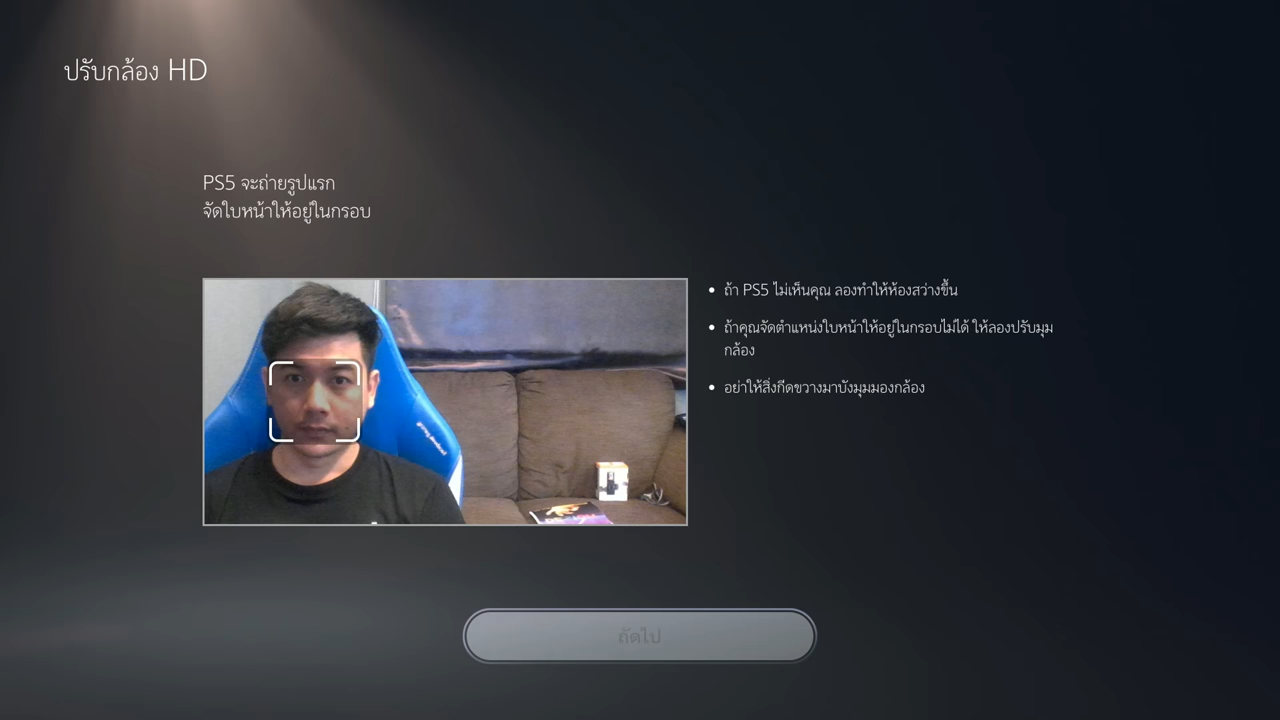 ปรับกล้อง HD
PS5 จะถ่ายรูปแรก
จัดใบหน้าให้อยู่ในกรอบ
• ถ้า PS5 ไม่เห็นคุณ ลองทำให้ห้องสว่างขึ้น
• ถ้าคุณจัดตำแหน่งใบหน้าให้อยู่ในกรอบไม่ได้ ให้ลองปรับมุม
กล้อง
• อย่าให้สิ่งกีดขวางมาบังมุมมองกล้อง
ถัดไป